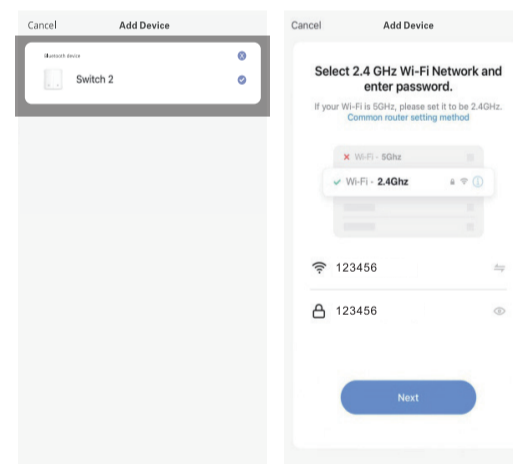 Cancel
Add Device
Bluetooth device
Switch 2
Cancel
Add Device
Select 2.4 GHz Wi-Fi Network and
enter password.
If your Wi-Fi is 5GHz, please set it to be 2.4GHz.
Common router setting method
Wi-Fi - 5Ghz
Wi-Fi - 2.4Ghz
123456
123456
Next